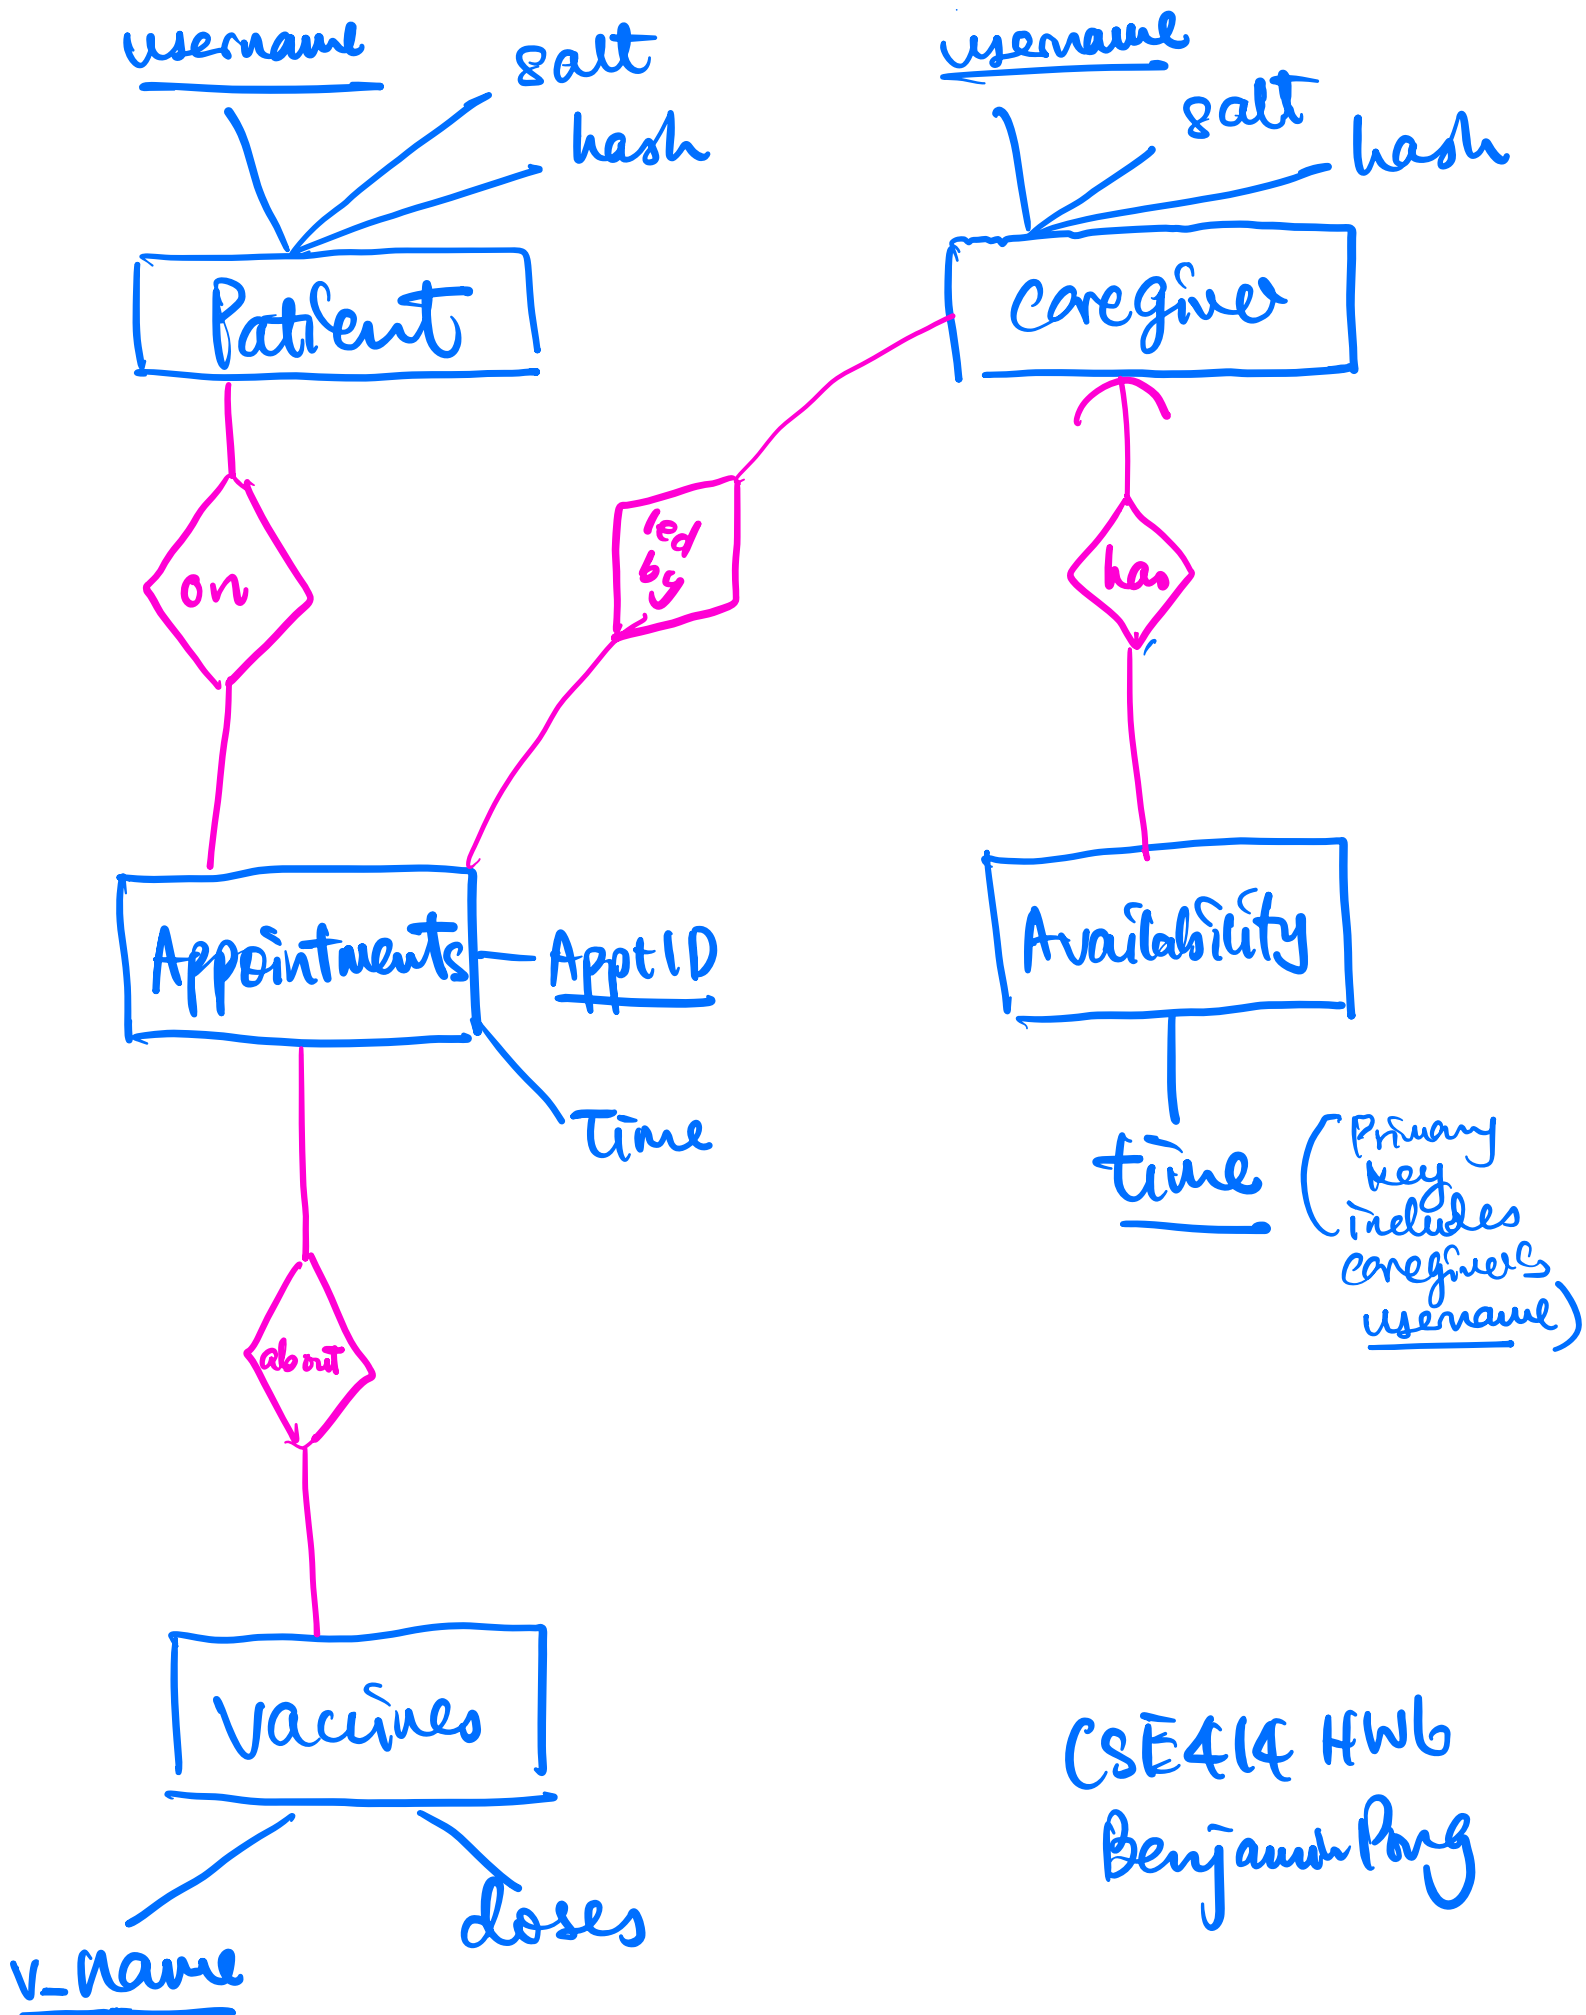 username
salt
hash
username
salt
hash
Patient
Caregiver
on
led
by
has
Appointments
ApptID
Time
Availability
time
(Primary
key
includes
caregiver's
username)
about
Vaccines
v_name
doses
CSE414 HW6
Benjamin Pong